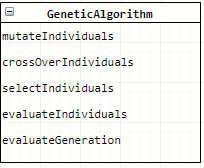 GeneticAlgorithm
mutateIndividuals
crossOverIndividuals
selectIndividuals
evaluateIndividuals
evaluateGeneration